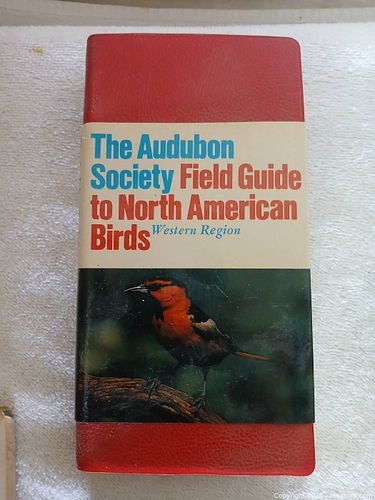 The Audubon
Society Field Guide
to North American
Birds Western Region